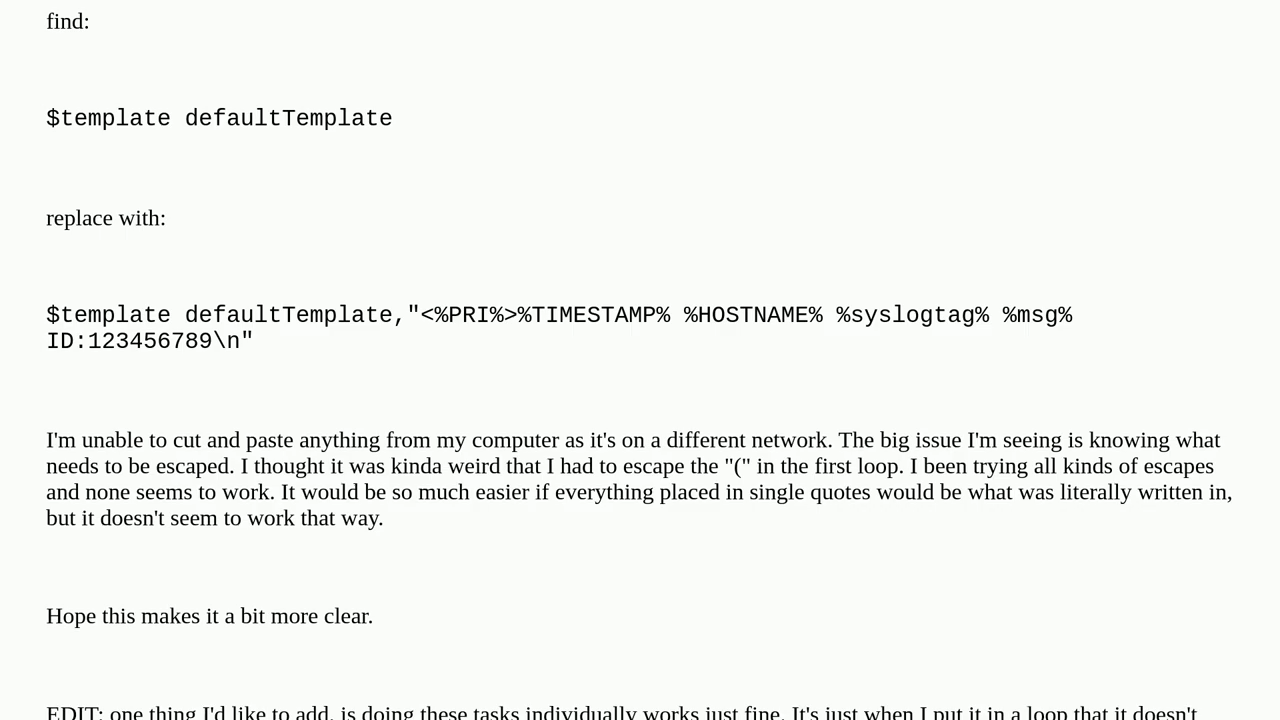 find:
$template defaultTemplate
replace with:
$template defaultTemplate,"<%PRI%>%TIMESTAMP% %HOSTNAME% %syslogtag% %msg%
ID:123456789\n"
I'm unable to cut and paste anything from my computer as it's on a different network. The big issue I'm seeing is knowing what
needs to be escaped. I thought it was kinda weird that I had to escape the "(" in the first loop. I been trying all kinds of escapes
and none seems to work. It would be so much easier if everything placed in single quotes would be what was literally written in,
but it doesn't seem to work that way.
Hope this makes it a bit more clear.
EDIT: one thing I'd like to add, is doing these tasks individually works just fine. It's just when I put it in a loop that it doesn't